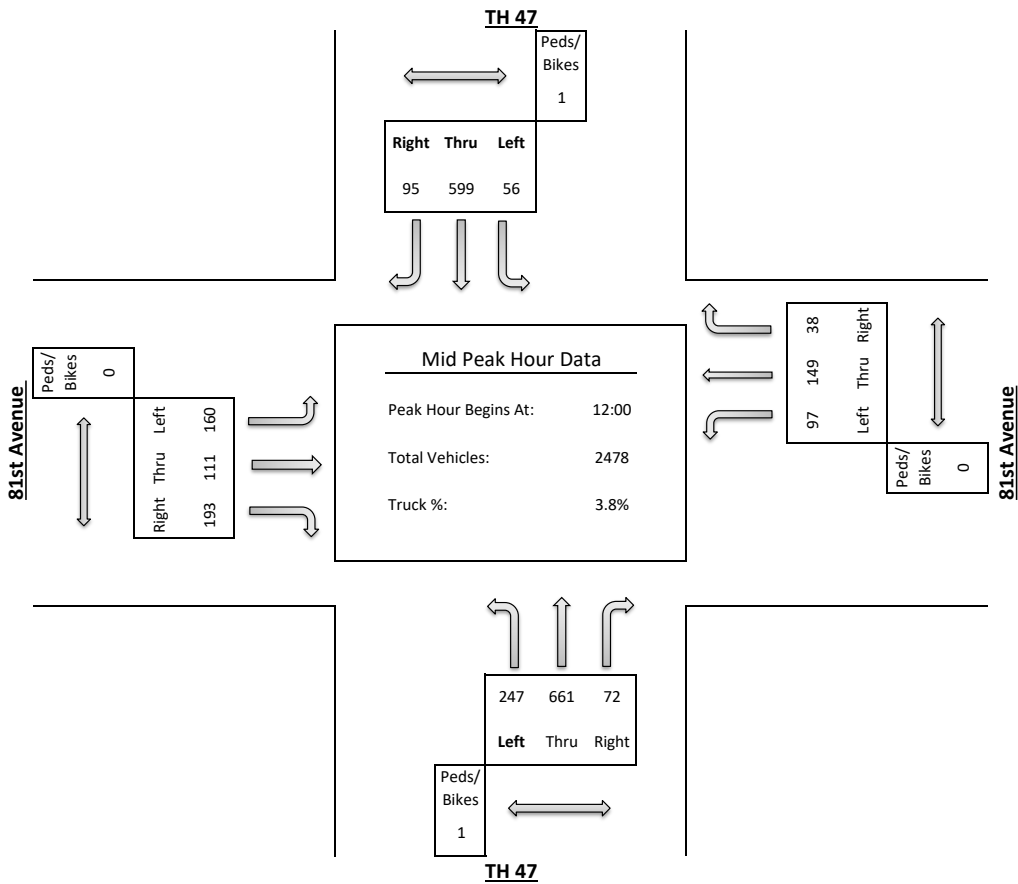 TH 47
Peds/
Bikes
1
Right Thru Left
95 599 56
Peds/
Bikes
0
Left 160
Thru 111
Right 193
81st Avenue
Mid Peak Hour Data
Peak Hour Begins At: 12:00
Total Vehicles: 2478
Truck %: 3.8%
38 Right
149 Thru
97 Left
Peds/
Bikes
0
81st Avenue
247 661 72
Left Thru Right
Peds/
Bikes
1
TH 47